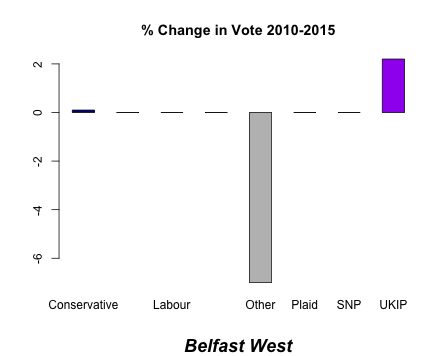 % Change in Vote 2010-2015
2
0
-2
-4
-6
Conservative Labour Other Plaid SNP UKIP
Belfast West